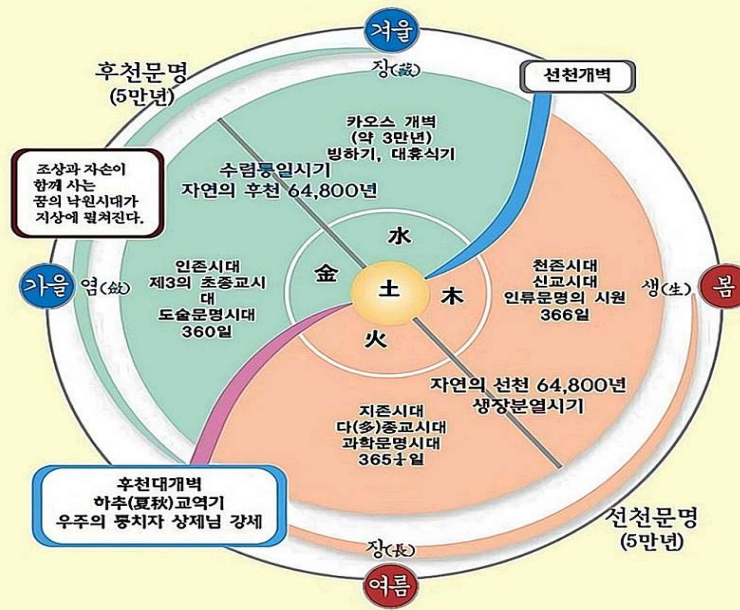 겨울
장(藏)
후천문명
(5만년)
선천개벽
카오스 개벽
(약 3만년)
빙하기, 대휴식기
수렴통일시기
자연의 후천 64,800년
조상과 자손이
함께 사는
꿈의 낙원시대가
지상에 펼쳐진다.
水
金
土
木
火
인존시대
제3의 초종교시
대
도술문명시대
360일
천존시대
신교시대
인류문명의 시원
366일
가을
염(斂)
생(生)
봄
자연의 선천 64,800년
생장분열시기
지존시대
다(多)종교시대
과학문명시대
365¼일
후천대개벽
하추(夏秋)교역기
우주의 통치자 상제님 강세
선천문명
(5만년)
장(長)
여름